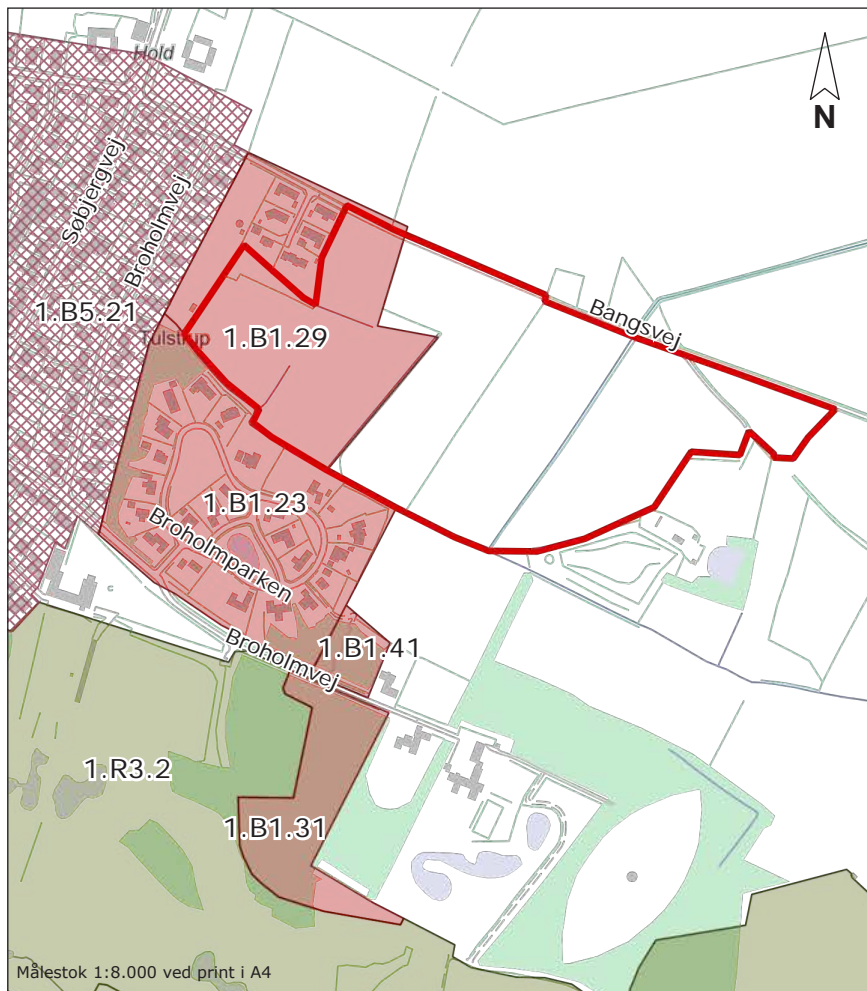 Hold
N
Søbjergvej
Broholmvej
1.B5.21
Tulstrup
1.B1.29
Bangsvej
1.B1.23
Broholmparken
1.B1.41
Broholmvej
1.R3.2
1.B1.31
Målestok 1:8.000 ved print i A4